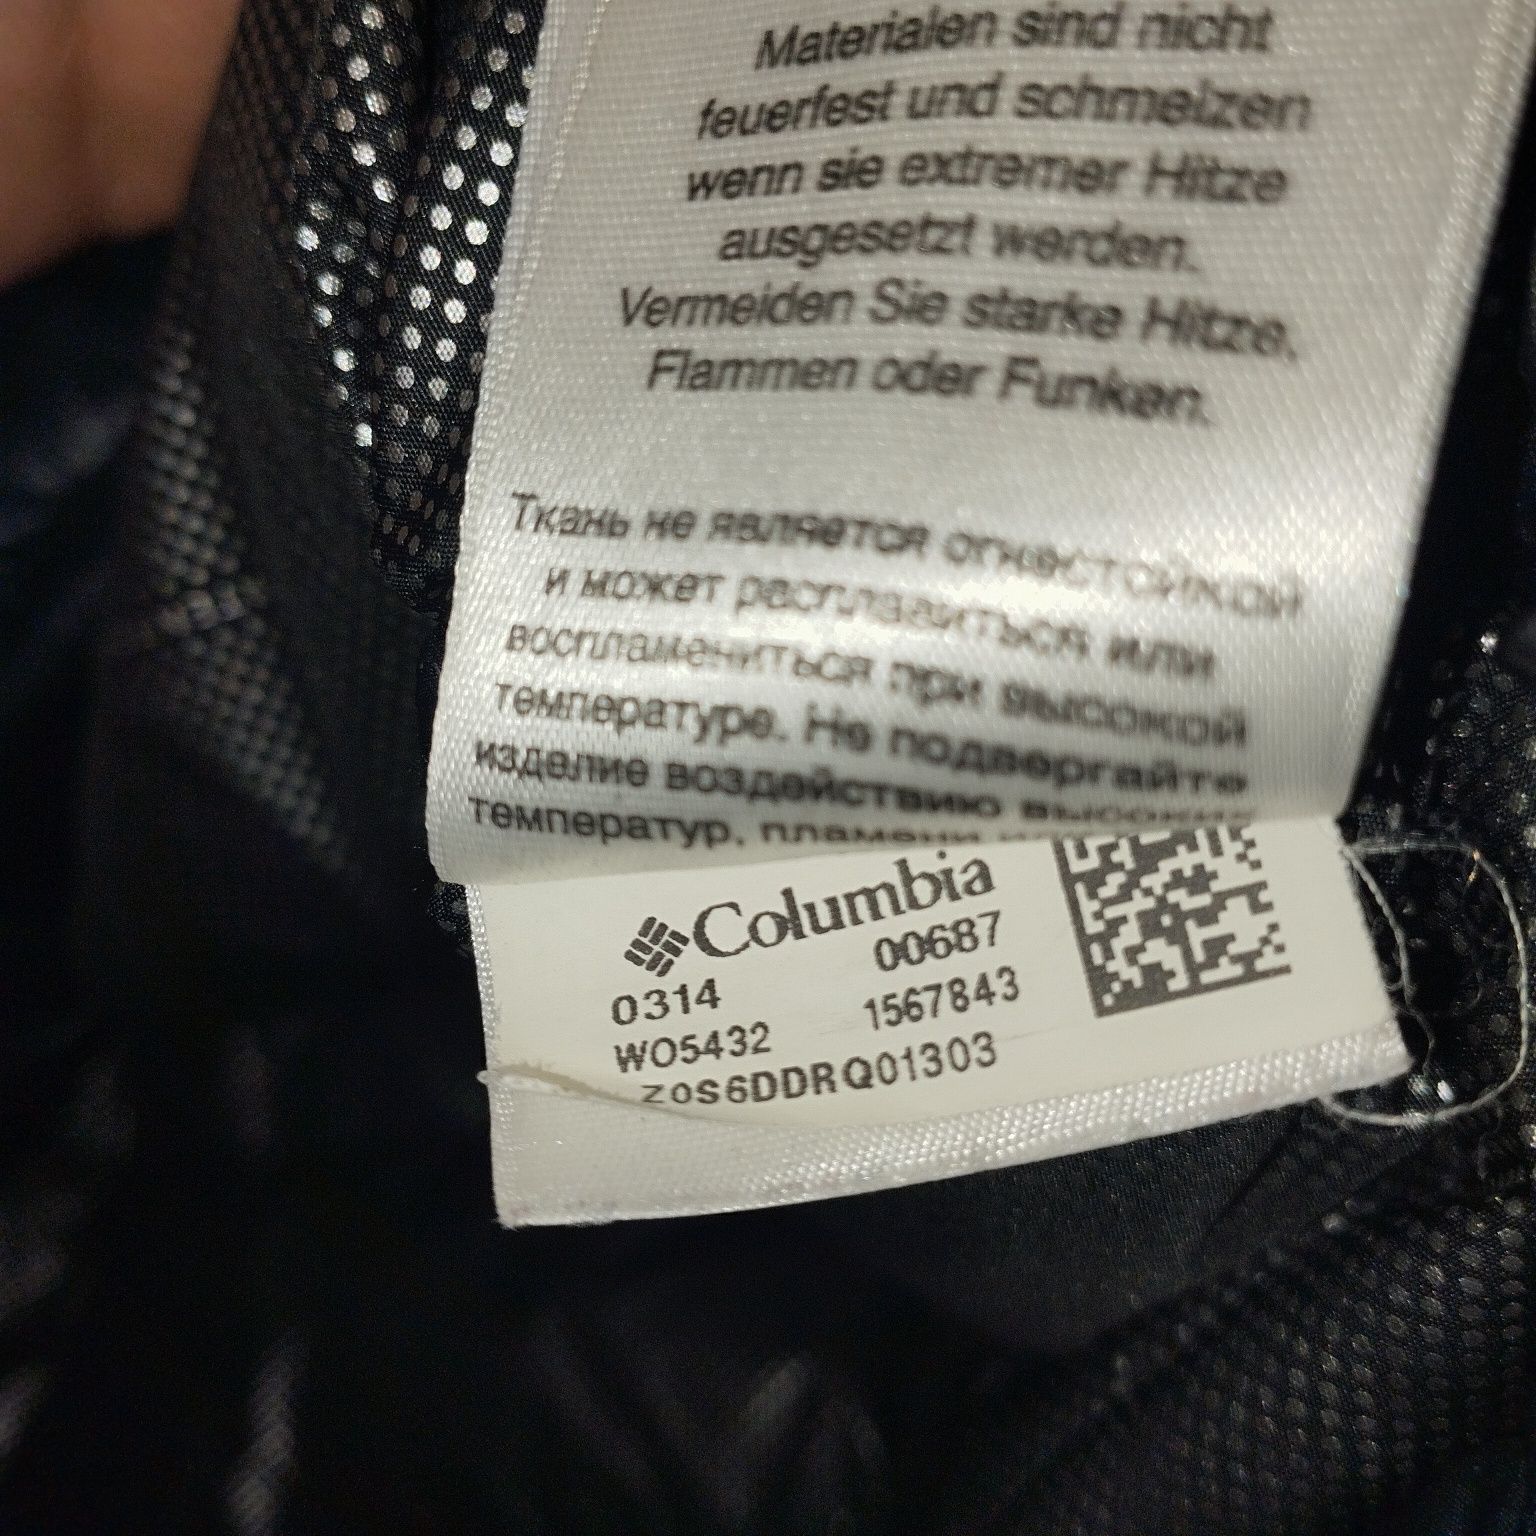 Materialen sind nicht
feuerfest und schmelzen
wenn sie extremer Hitze
ausgesetzt werden.
Vermeiden Sie starke Hitze,
Flammen oder Funken.
Ткань не является огнестойкой
и может расплавиться или
воспламениться при высокой
температуре. Не подвергайте
изделие воздействию высоких
температур, пламени
Columbia
00687
0314
1567843
WO5432
Z0S6DDRQ01303